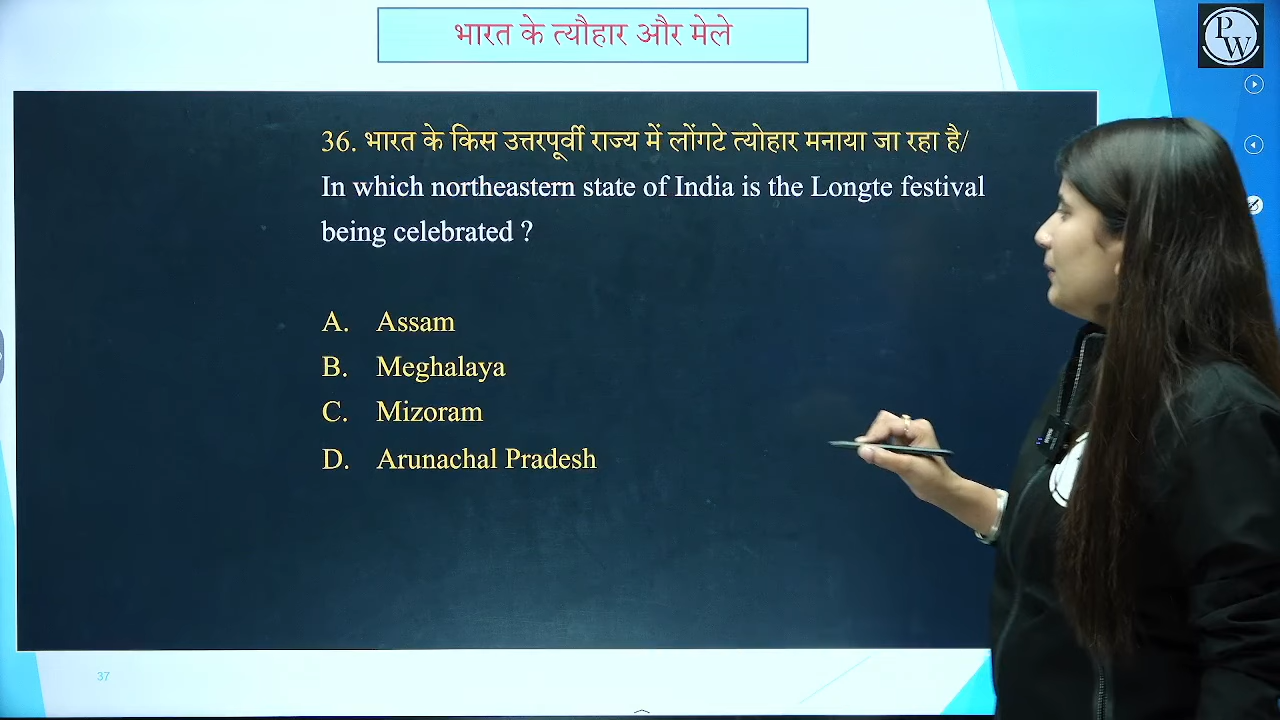 भारत के त्यौहार और मेले
PW
36. भारत के किस उत्तरपूर्वी राज्य में लोंगटे त्योहार मनाया जा रहा है/
In which northeastern state of India is the Longte festival
being celebrated ?
A. Assam
B. Meghalaya
C. Mizoram
D. Arunachal Pradesh
37